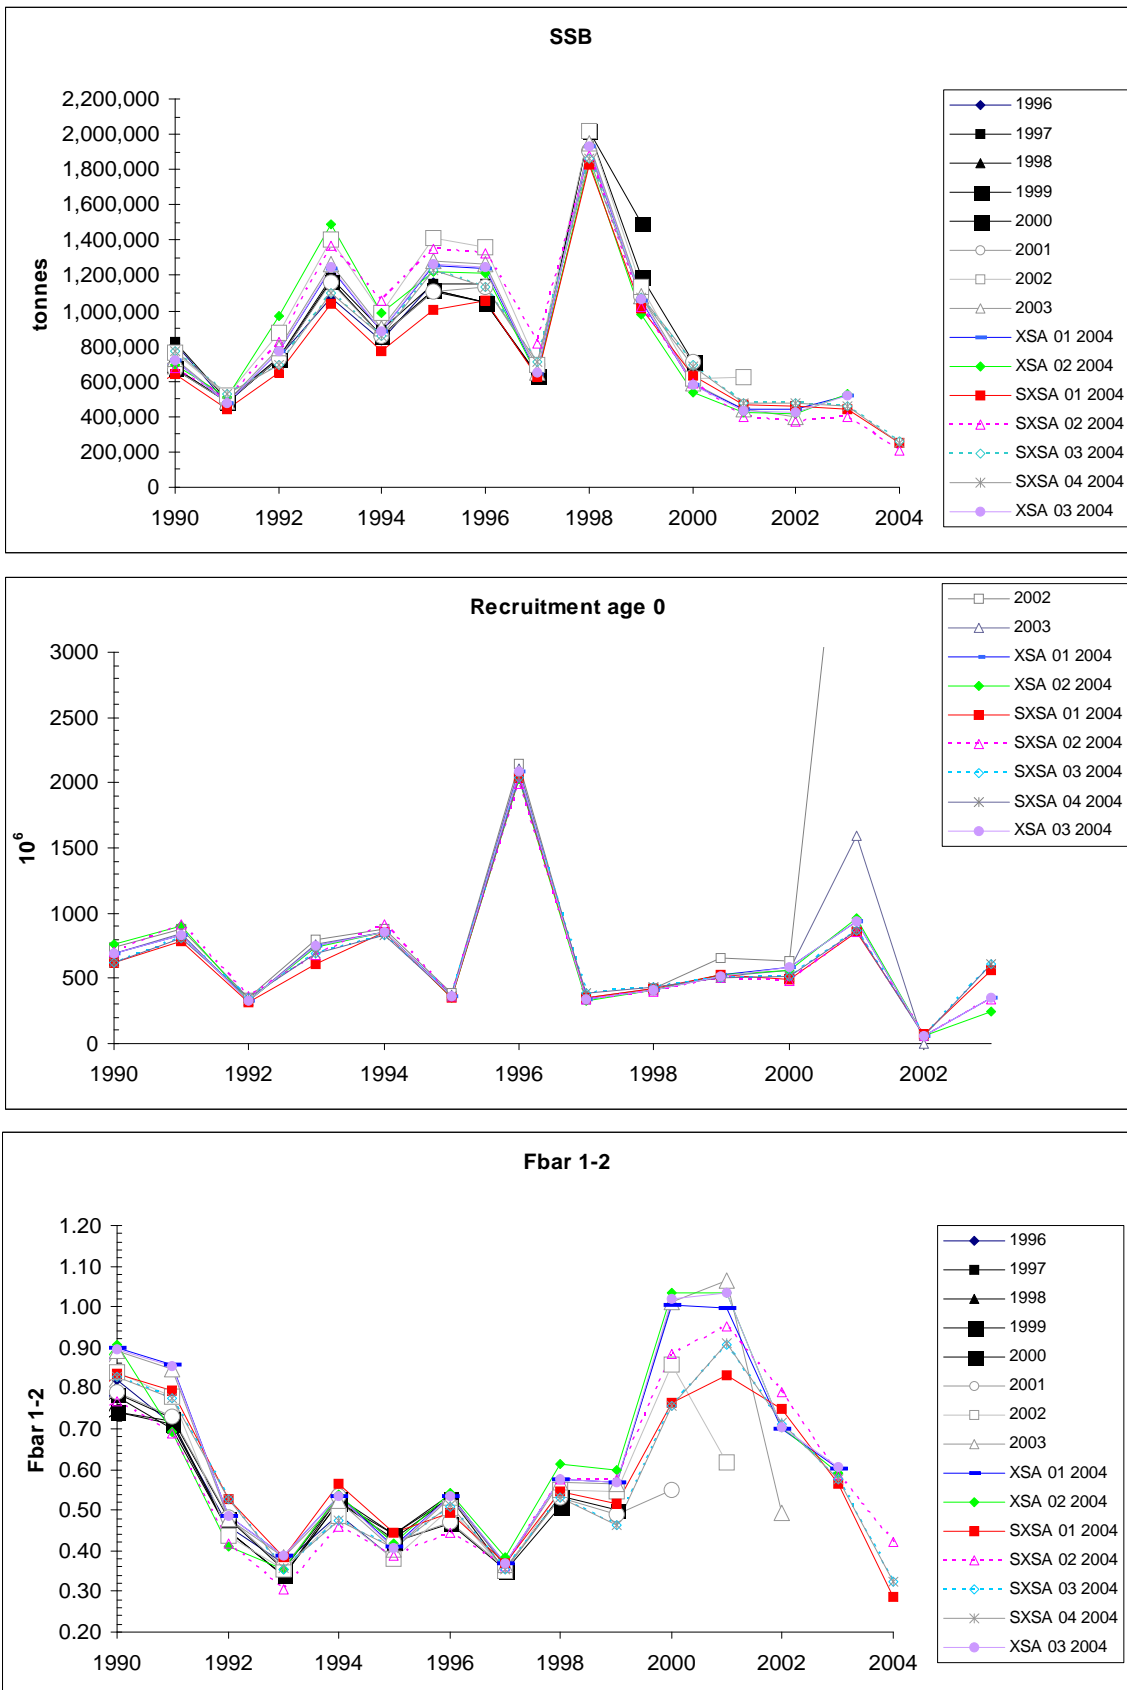 SSB
tonnes
2,200,000
2,000,000
1,800,000
1,600,000
1,400,000
1,200,000
1,000,000
800,000
600,000
400,000
200,000
0
1990 1992 1994 1996 1998 2000 2002 2004
1996
1997
1998
1999
2000
2001
2002
2003
XSA 01 2004
XSA 02 2004
SXSA 01 2004
SXSA 02 2004
SXSA 03 2004
SXSA 04 2004
XSA 03 2004
Recruitment age 0
10⁶
3000
2500
2000
1500
1000
500
0
1990 1992 1994 1996 1998 2000 2002
2002
2003
XSA 01 2004
XSA 02 2004
SXSA 01 2004
SXSA 02 2004
SXSA 03 2004
SXSA 04 2004
XSA 03 2004
Fbar 1-2
Fbar 1-2
1.20
1.10
1.00
0.90
0.80
0.70
0.60
0.50
0.40
0.30
0.20
1990 1992 1994 1996 1998 2000 2002 2004
1996
1997
1998
1999
2000
2001
2002
2003
XSA 01 2004
XSA 02 2004
SXSA 01 2004
SXSA 02 2004
SXSA 03 2004
SXSA 04 2004
XSA 03 2004